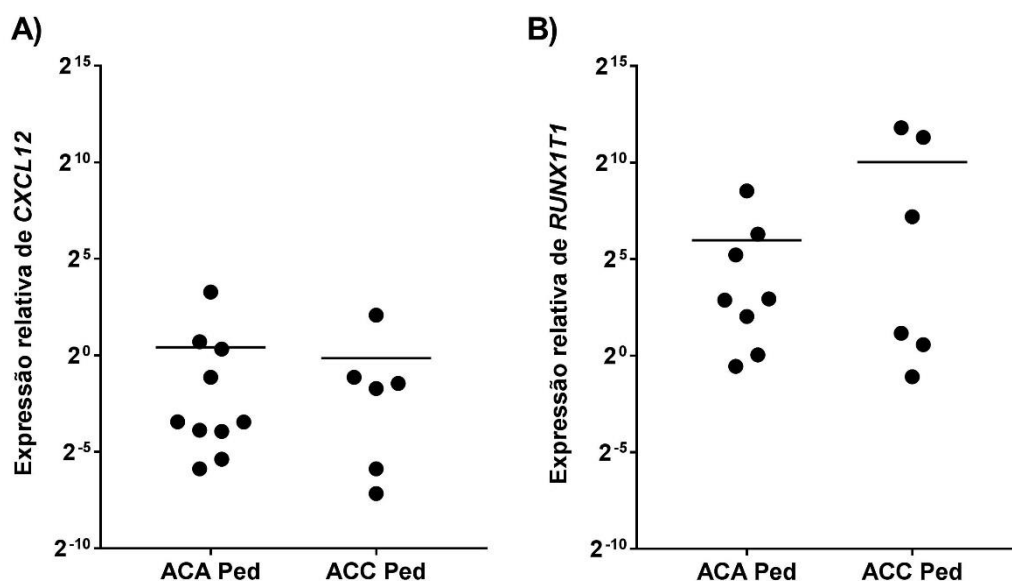 A)
Expressão relativa de CXCL12
2^15
2^10
2^5
2^0
2^-5
2^-10
ACA Ped ACC Ped
B)
Expressão relativa de RUNX1T1
2^15
2^10
2^5
2^0
2^-5
2^-10
ACA Ped ACC Ped